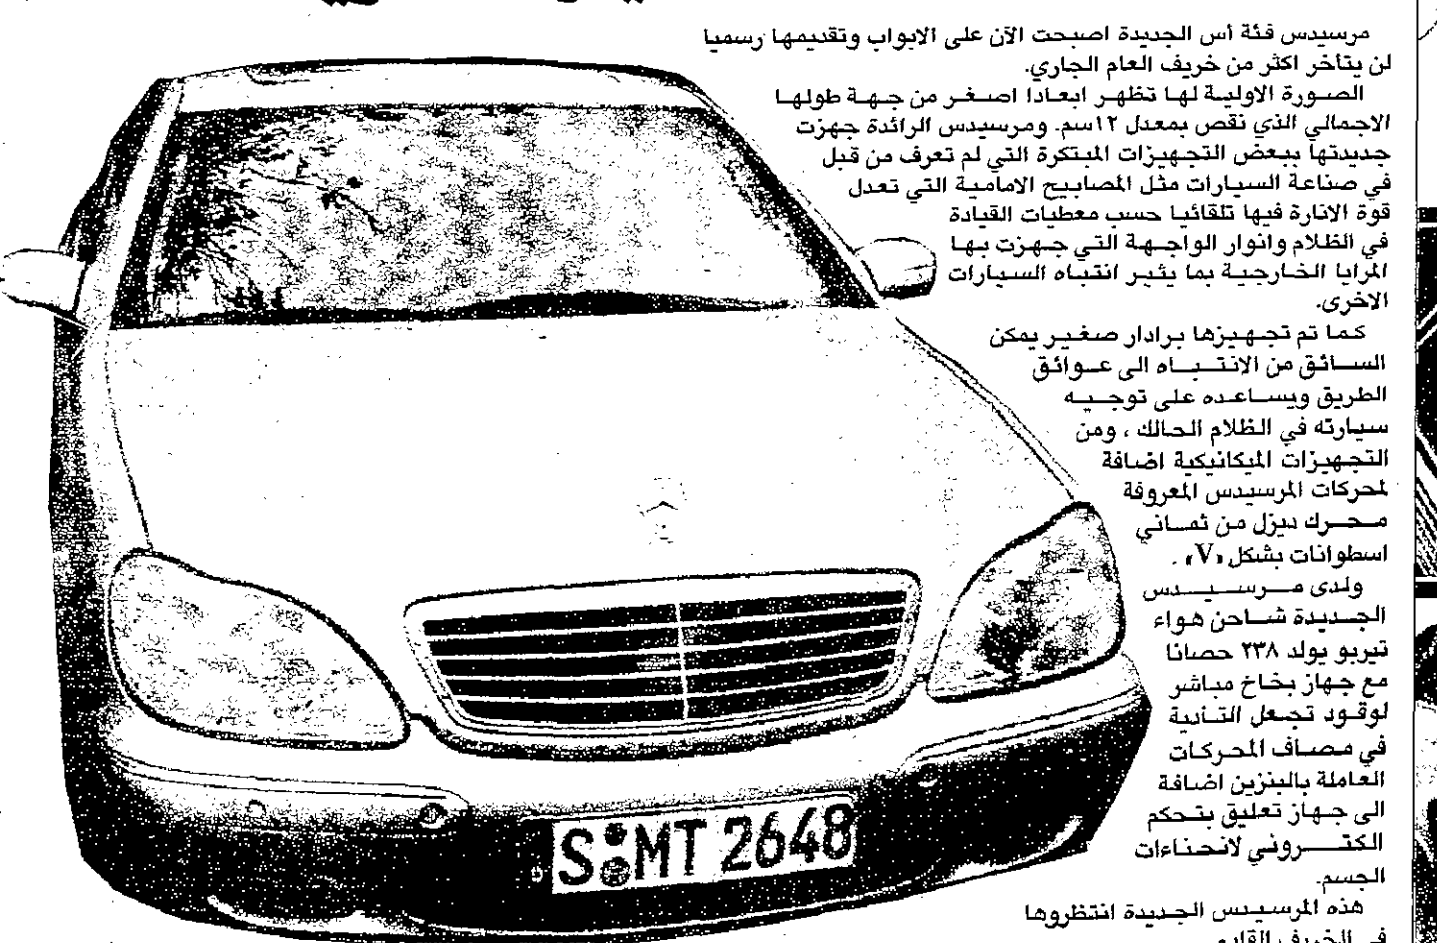 مرسيدس فئة أس الجديدة اصبحت الآن على الابواب وتقديمها رسميا
لن يتأخر اكثر من خريف العام الجاري.
الصورة الاولية لها تظهر ابعادا اصغر من جهة طولها
الاجمالي الذي نقص بمعدل ١٢سم. ومرسيدس الرائدة جهزت
جديدتها ببعض التجهيزات المبتكرة التي لم تعرف من قبل
في صناعة السيارات مثل المصابيح الامامية التي تعدل
قوة الانارة فيها تلقائيا حسب معطيات القيادة
في الظلام وانوار الواجهة التي جهزت بها
المرايا الخارجية بما يثير انتباه السيارات
الاخرى.
كما تم تجهيزها برادار صغير يمكن
السائق من الانتباه الى عوائق
الطريق ويساعده على توجيه
سيارته في الظلام الحالك ، ومن
التجهيزات الميكانيكية اضافة
لمحركات المرسيدس المعروفة
محرك ديزل من ثماني
اسطوانات بشكل «V» .
ولدى مرسيدس
الجديدة شاحن هواء
تيربو يولد ٢٣٨ حصانا
مع جهاز بخاخ مباشر
لوقود تجعل التأدية
في مصاف المحركات
العاملة بالبنزين اضافة
الى جهاز تعليق بتحكم
الكتروني لانحناءات
الجسم.
هذه المرسيدس الجديدة انتظروها
في الخريف القادم
S MT 2648